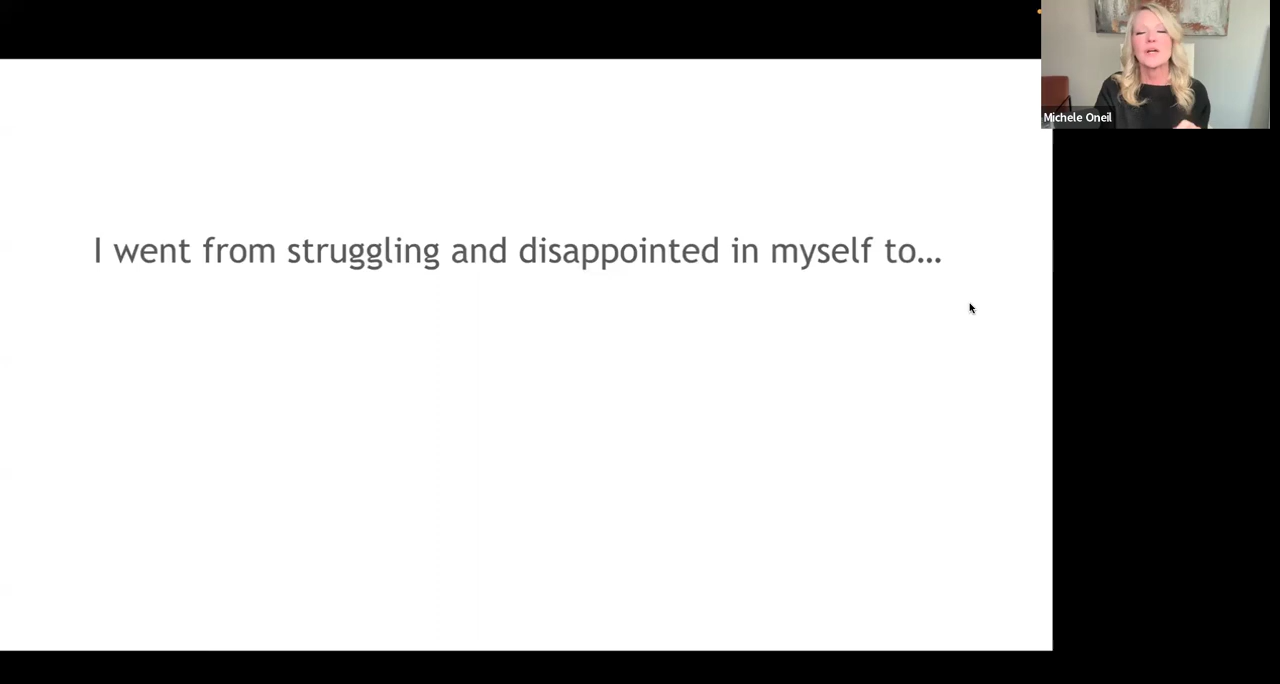 Michele Oneil
I went from struggling and disappointed in myself to…